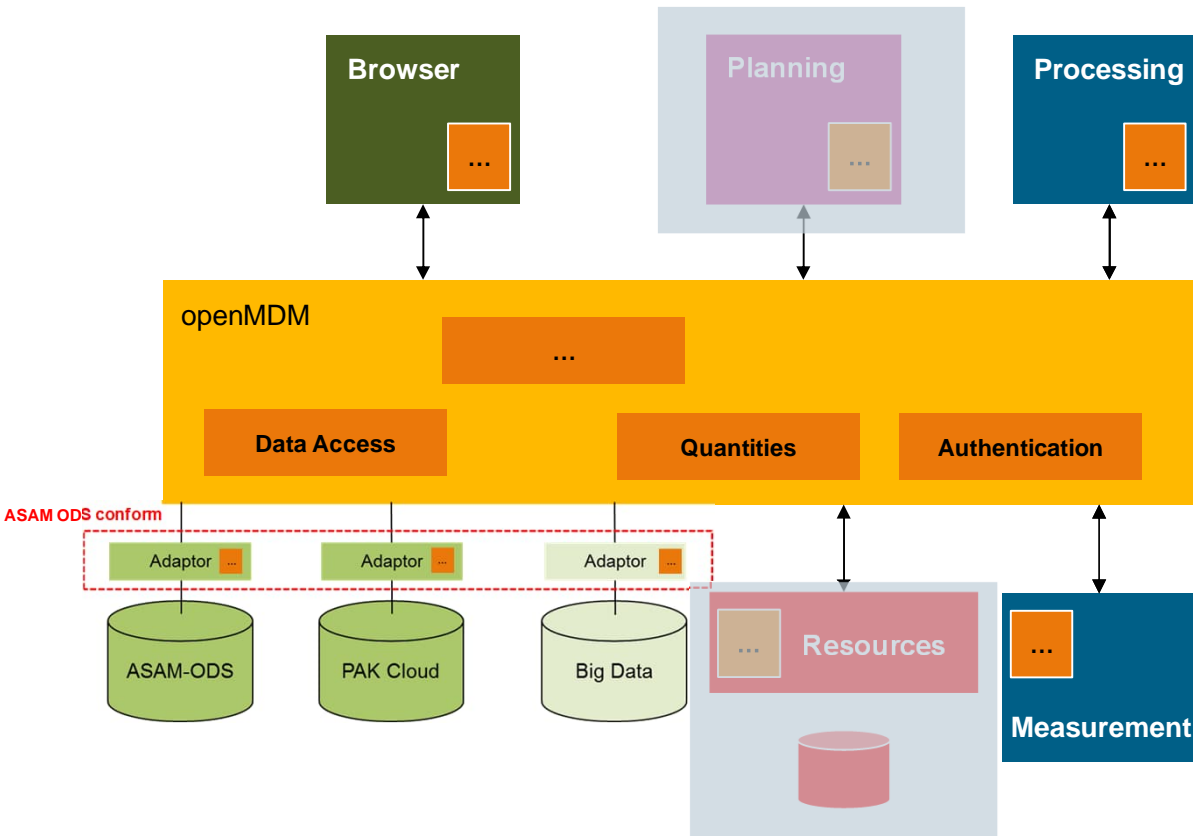 Browser
...
Planning
...
Processing
...
openMDM
...
Data Access
Quantities
Authentication
ASAM ODS conform
Adaptor ...
Adaptor ...
Adaptor ...
ASAM-ODS
PAK Cloud
Big Data
... Resources
...
Measurement